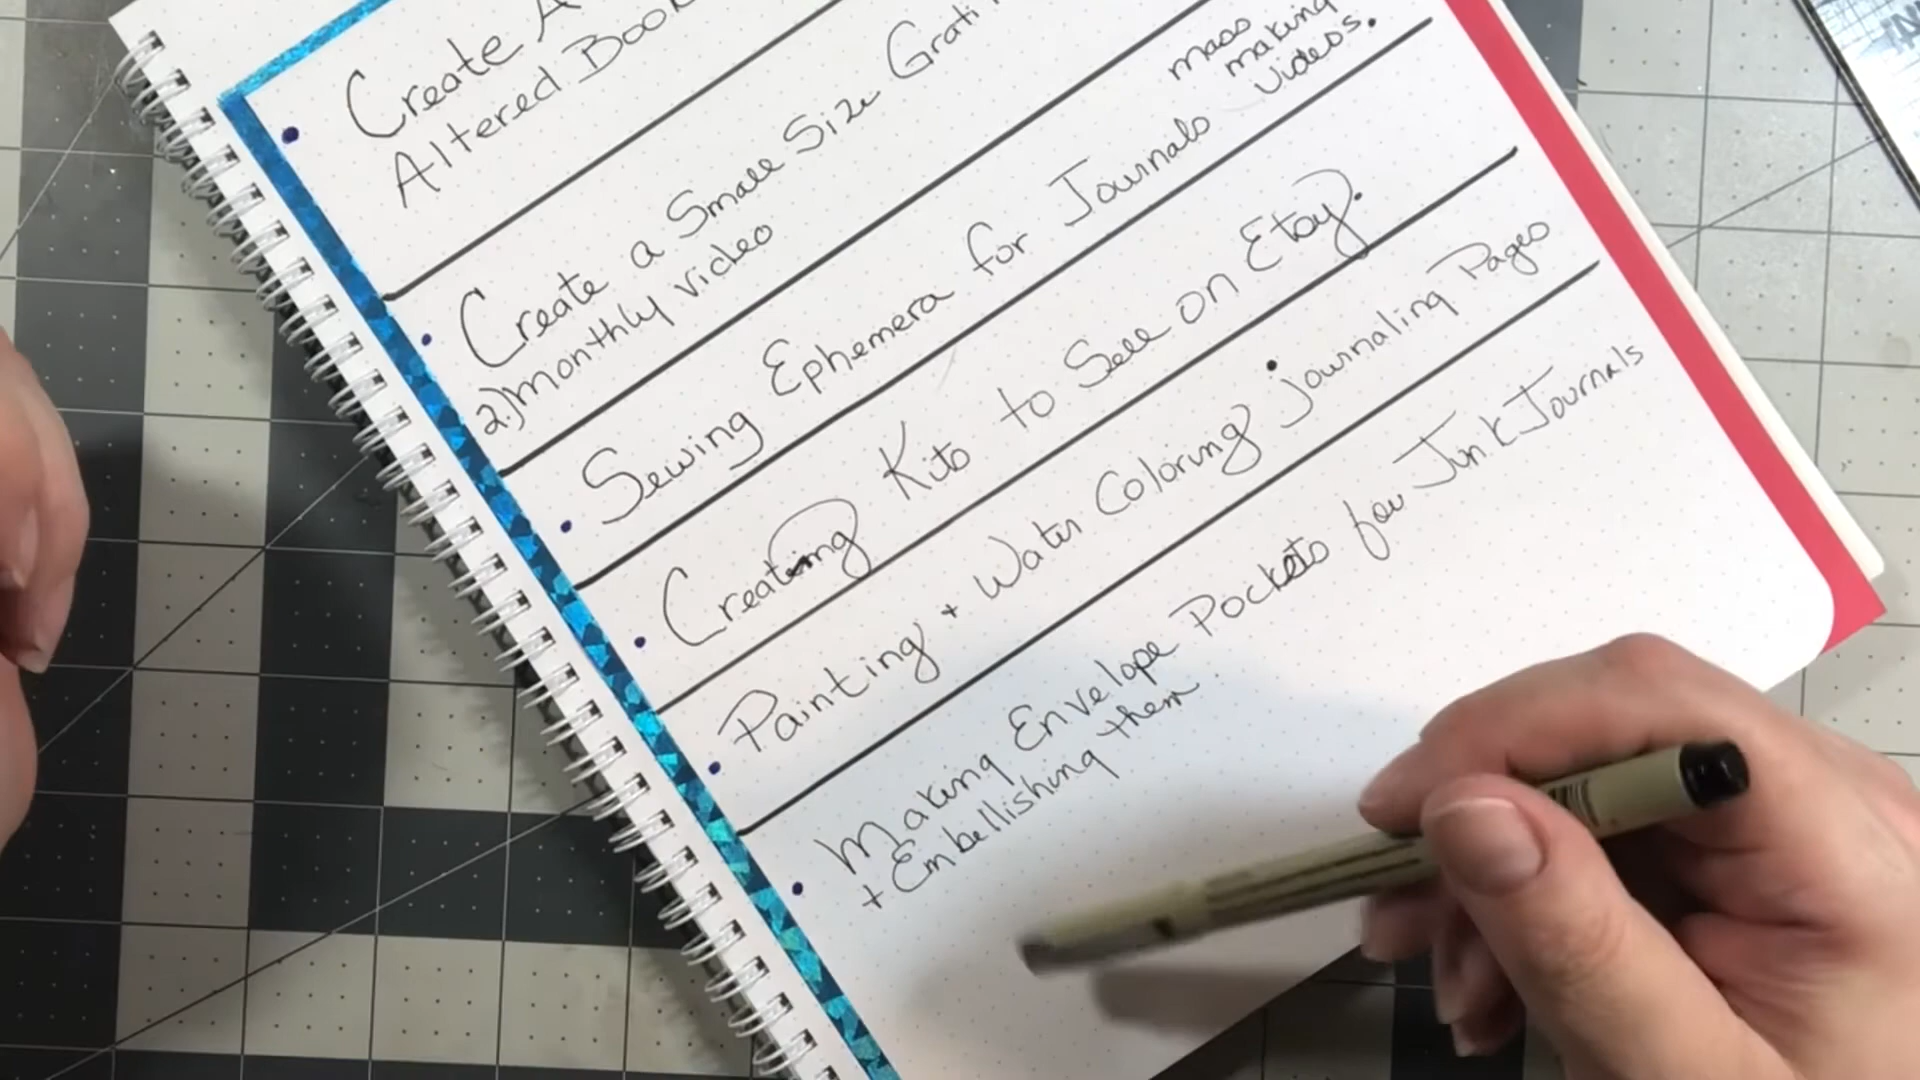 Create A
Altered Book
Create a Small Size Grati
2.) monthly video
Sewing Ephemera for Journals
mass
making
videos.
Creating Kits to Sell on Etsy.
Painting + Water Coloring Journaling Pages
Making Envelope Pockets for Junk Journals
+ Embellishing them